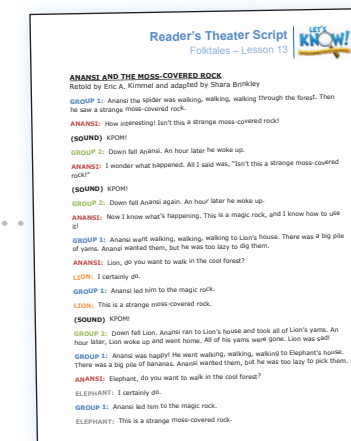 Reader's Theater Script
Folktales – Lesson 13
LET'S
KNOW!
ANANSI AND THE MOSS-COVERED ROCK
Retold by Eric A. Kimmel and adapted by Shara Brinkley
GROUP 1: Anansi the spider was walking, walking, walking through the forest. Then
he saw a strange moss-covered rock.
ANANSI: How interesting! Isn't this a strange moss-covered rock!
(SOUND) KPOM!
GROUP 2: Down fell Anansi. An hour later he woke up.
ANANSI: I wonder what happened. All I said was, "Isn't this a strange moss-covered
rock!"
(SOUND) KPOM!
GROUP 2: Down fell Anansi again. An hour later he woke up-
ANANSI: Now I know what's happening. This is a magic rock, and I know how to use
it!
GROUP 1: Anansi went walking, walking, walking to Lion's house. There was a big pile
of yams. Anansi wanted them, but he was too lazy to dig them.
ANANSI: Lion, do you want to walk in the cool forest?
LION: I certainly do.
GROUP 1: Anansi led him to the magic rock.
LION: This is a strange moss-covered rock.
(SOUND) KPOM!
GROUP 2: Down fell Lion. Anansi ran to Lion's house and took all of Lion's yams. An
hour later, Lion woke up and went home. All of his yams were gone. Lion was sad!
GROUP 1: Anansi was happy! He went walking, walking, walking to Elephant's house.
There was a big pile of bananas. Anansi wanted them, but he was too lazy to pick them.
ANANSI: Elephant, do you want to walk in the cool forest?
ELEPHANT: I certainly do.
GROUP 1: Anansi led him to the magic rock.
ELEPHANT: This is a strange moss-covered rock-